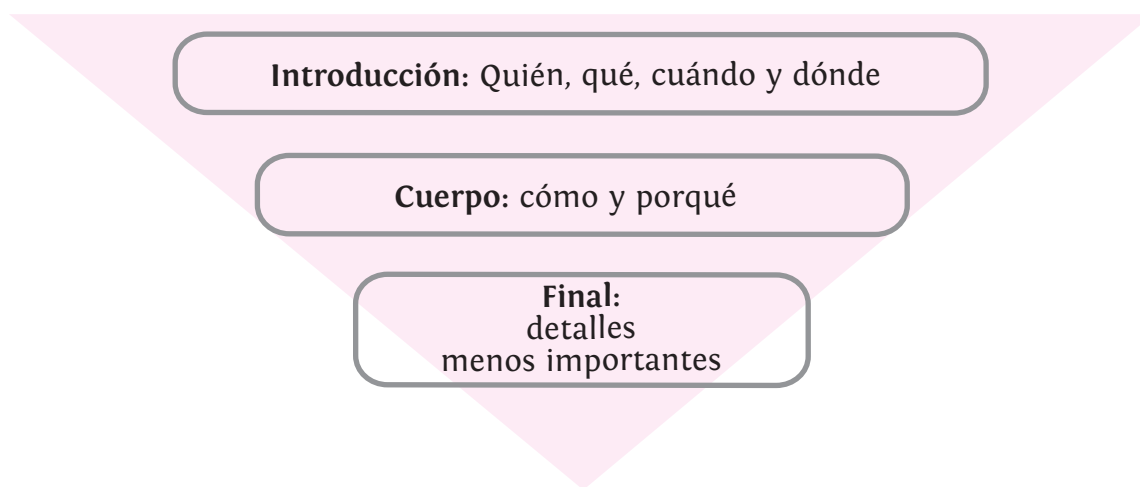 Introducción: Quién, qué, cuándo y dónde
Cuerpo: cómo y porqué
Final:
detalles
menos importantes